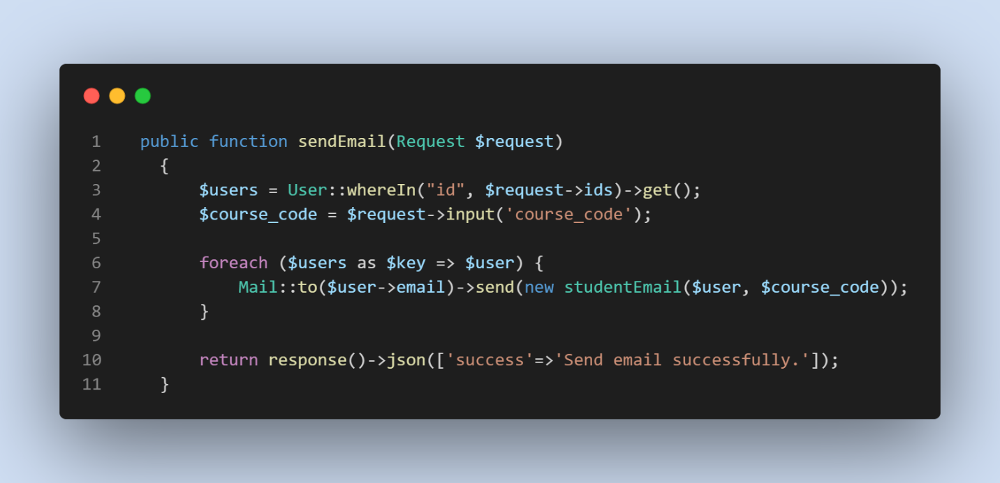 1 public function sendEmail(Request $request)
2 {
3 $users = User::whereIn("id", $request->ids)->get();
4 $course_code = $request->input('course_code');
5
6 foreach ($users as $key => $user) {
7 Mail::to($user->email)->send(new studentEmail($user, $course_code));
8 }
9
10 return response()->json(['success'=>'Send email successfully.']);
11 }